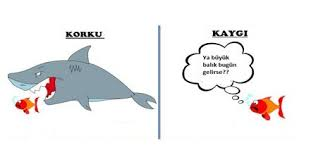 KORKU
KAYGI
Ya büyük
balık bugün
gelirse??